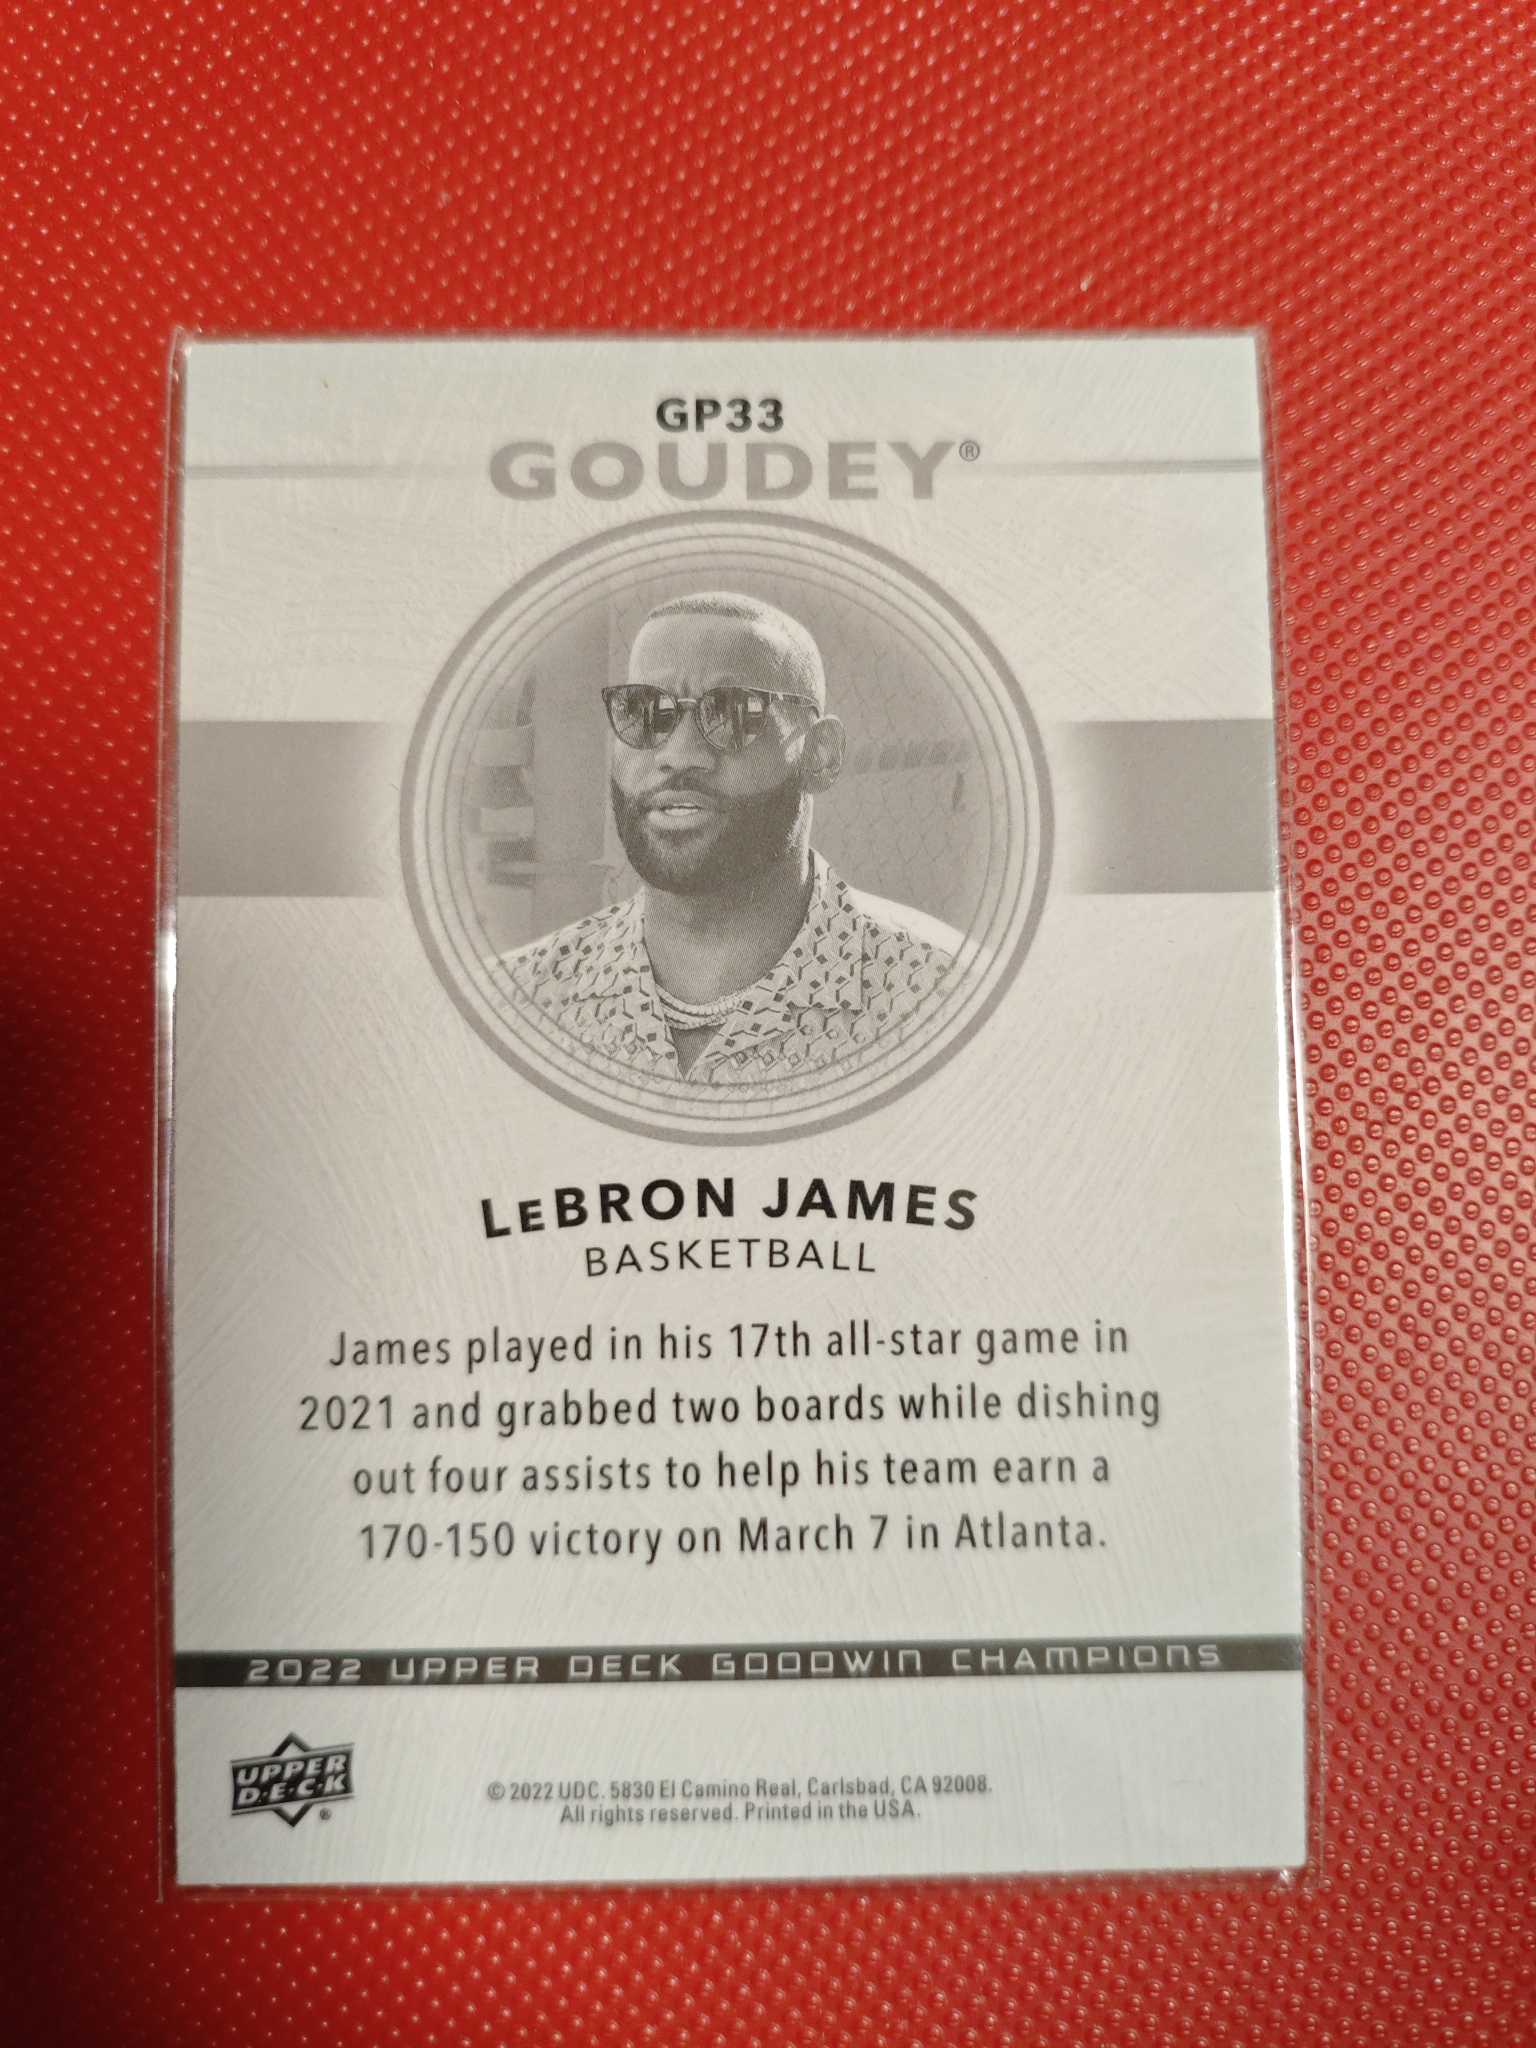 GP33
GOUDEY®
LeBRON JAMES
BASKETBALL
James played in his 17th all-star game in
2021 and grabbed two boards while dishing
out four assists to help his team earn a
170-150 victory on March 7 in Atlanta.
2022 UPPER DECK GOODWIN CHAMPIONS
UPPER
D·E·C·K
®
© 2022 UDC. 5830 El Camino Real, Carlsbad, CA 92008.
All rights reserved. Printed in the USA.